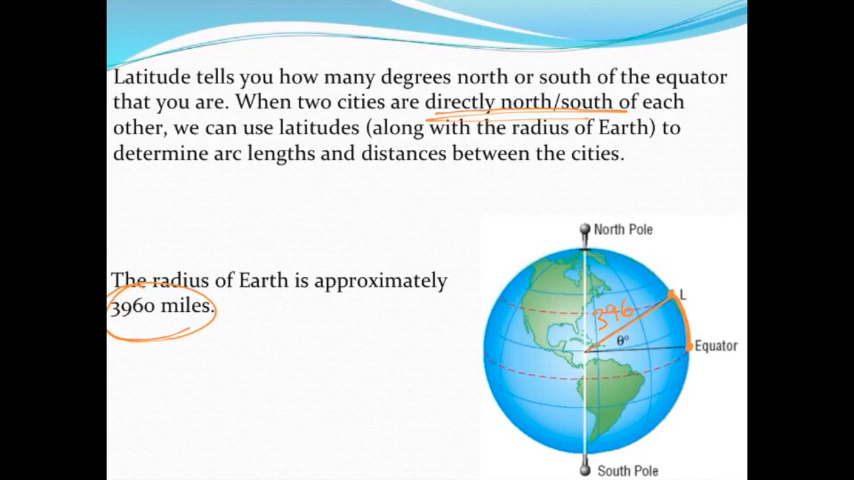 Latitude tells you how many degrees north or south of the equator
that you are. When two cities are directly north/south of each
other, we can use latitudes (along with the radius of Earth) to
determine arc lengths and distances between the cities.
The radius of Earth is approximately
3960 miles.
North Pole
L
396
θ°
Equator
South Pole